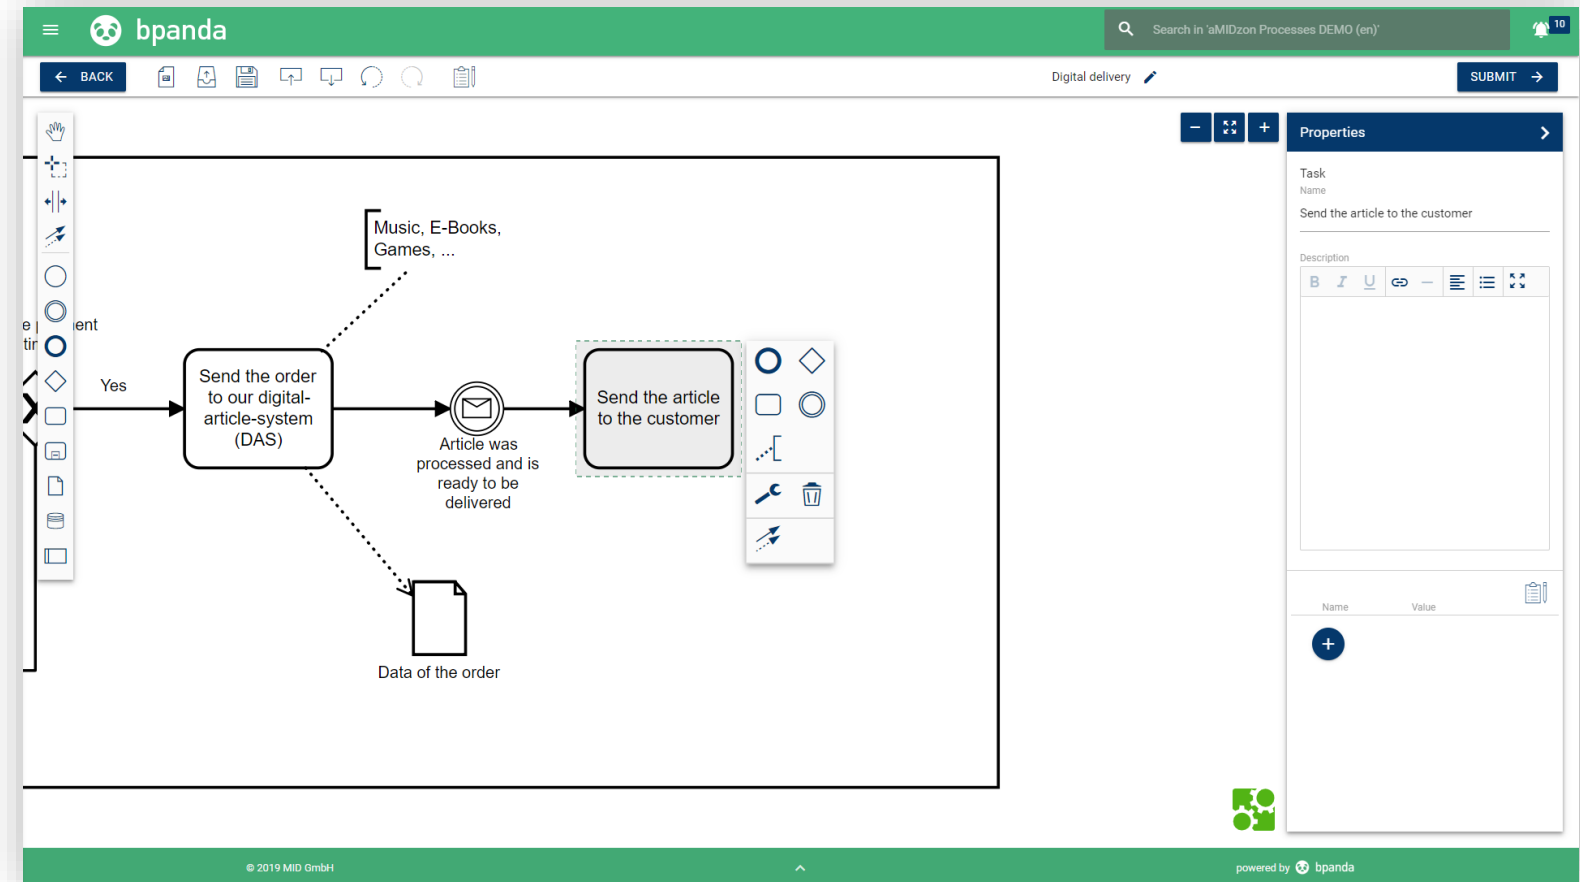 bpanda
Search in 'aMIDzon Processes DEMO (en)'
10
BACK
Digital delivery
SUBMIT
Properties
Task
Name
Send the article to the customer
Description
B I U
Name Value
Music, E-Books,
Games, ...
Yes
Send the order
to our digital-
article-system
(DAS)
Article was
processed and is
ready to be
delivered
Send the article
to the customer
Data of the order
© 2019 MID GmbH
powered by bpanda